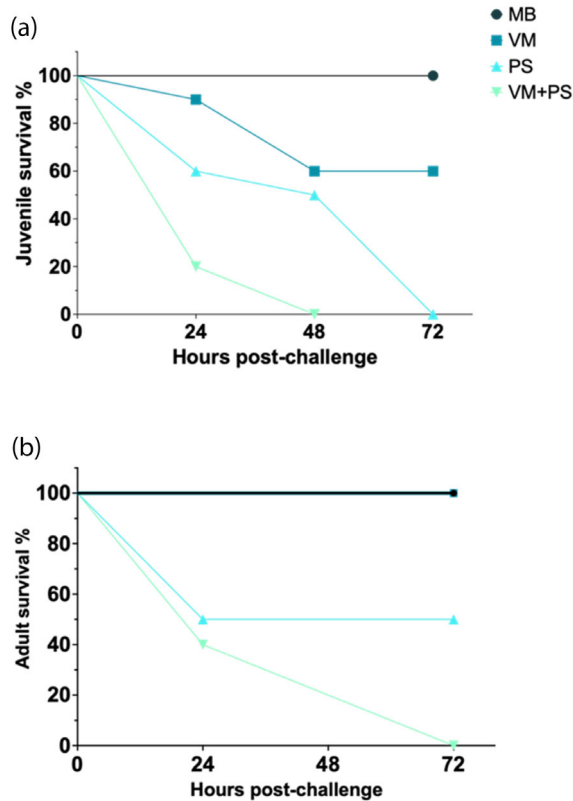 (a)
MB
VM
PS
VM+PS
Juvenile survival %
100
80
60
40
20
0
0 24 48 72
Hours post-challenge
(b)
Adult survival %
100
80
60
40
20
0
0 24 48 72
Hours post-challenge